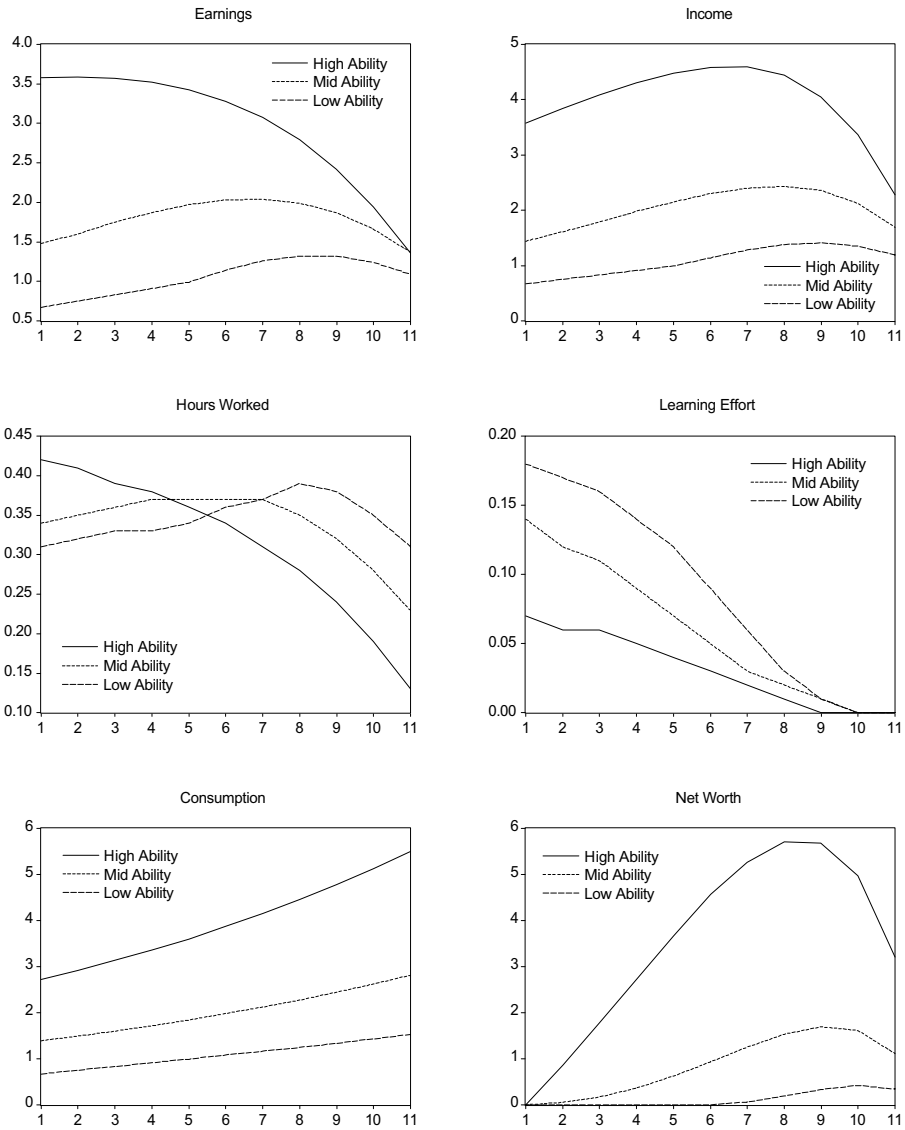 Earnings
4.0
3.5
3.0
2.5
2.0
1.5
1.0
0.5
High Ability
Mid Ability
Low Ability
1 2 3 4 5 6 7 8 9 10 11
Income
5
4
3
2
1
0
High Ability
Mid Ability
Low Ability
1 2 3 4 5 6 7 8 9 10 11
Hours Worked
0.45
0.40
0.35
0.30
0.25
0.20
0.15
0.10
High Ability
Mid Ability
Low Ability
1 2 3 4 5 6 7 8 9 10 11
Learning Effort
0.20
0.15
0.10
0.05
0.00
High Ability
Mid Ability
Low Ability
1 2 3 4 5 6 7 8 9 10 11
Consumption
6
5
4
3
2
1
0
High Ability
Mid Ability
Low Ability
1 2 3 4 5 6 7 8 9 10 11
Net Worth
6
5
4
3
2
1
0
High Ability
Mid Ability
Low Ability
1 2 3 4 5 6 7 8 9 10 11